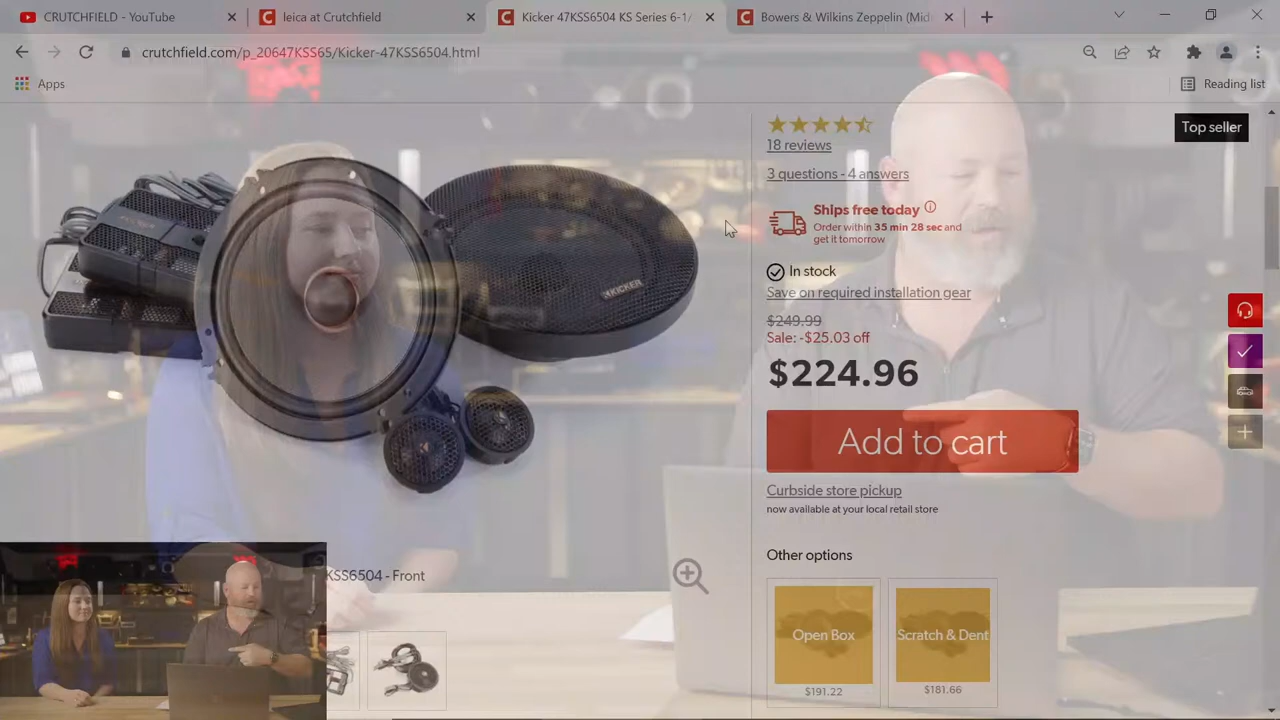 CRUTCHFIELD - YouTube
leica at Crutchfield
Kicker 47KSS6504 KS Series 6-1/
Bowers & Wilkins Zeppelin (Mid
crutchfield.com/p_20647KSS65/Kicker-47KSS6504.html
Apps
Reading list
Top seller
18 reviews
3 questions - 4 answers
Ships free today
Order within 35 min 28 sec and
get it tomorrow
In stock
Save on required installation gear
$249.99
Sale: -$25.03 off
$224.96
Add to cart
Curbside store pickup
now available at your local retail store
Other options
Open Box
Scratch & Dent
$191.22
$181.66
KICKER
KSS6504 - Front